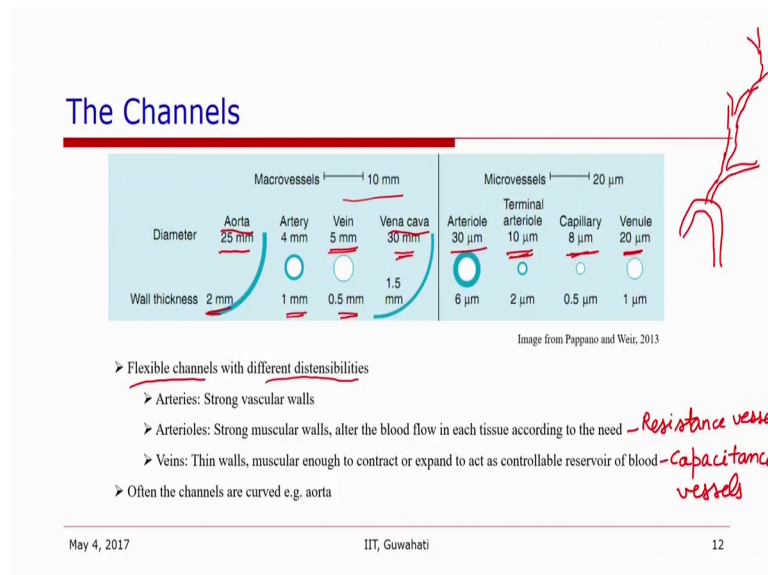 The Channels
Macrovessels 10 mm Microvessels 20 μm
Diameter Aorta 25 mm Artery 4 mm Vein 5 mm Vena cava 30 mm Arteriole 30 μm Terminal arteriole 10 μm Capillary 8 μm Venule 20 μm
Wall thickness 2 mm 1 mm 0.5 mm 1.5 mm 6 μm 2 μm 0.5 μm 1 μm
Image from Pappano and Weir, 2013
➤ Flexible channels with different distensibilities
➤ Arteries: Strong vascular walls
➤ Arterioles: Strong muscular walls, alter the blood flow in each tissue according to the need – Resistance vesse
➤ Veins: Thin walls, muscular enough to contract or expand to act as controllable reservoir of blood – Capacitanc
vessels
➤ Often the channels are curved e.g. aorta
May 4, 2017 IIT, Guwahati 12